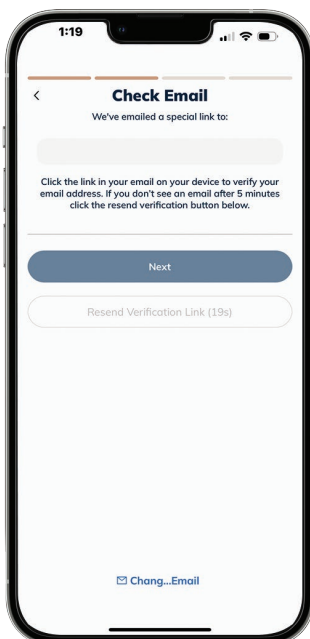 1:19
Check Email
We've emailed a special link to:
Click the link in your email on your device to verify your
email address. If you don't see an email after 5 minutes
click the resend verification button below.
Next
Resend Verification Link (19s)
Chang...Email